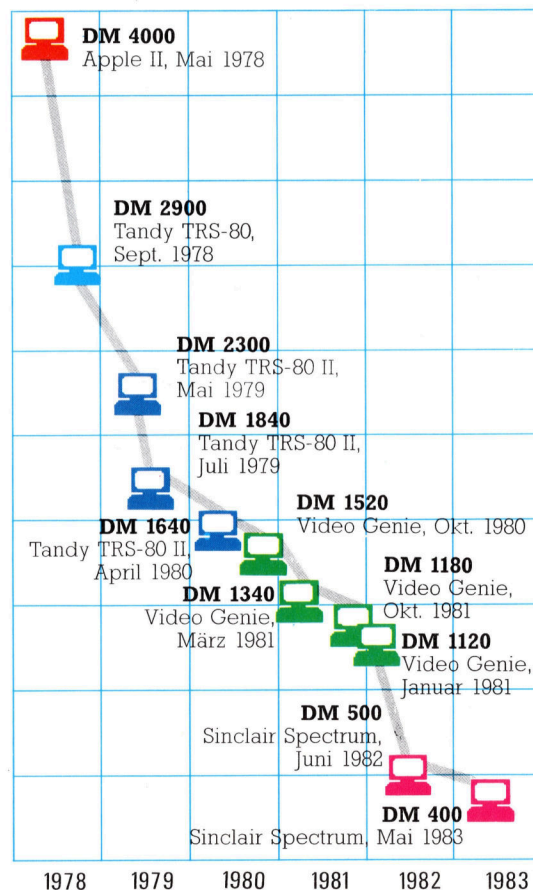 DM 4000
Apple II, Mai 1978
DM 2900
Tandy TRS-80,
Sept. 1978
DM 2300
Tandy TRS-80 II,
Mai 1979
DM 1840
Tandy TRS-80 II,
Juli 1979
DM 1640
Tandy TRS-80 II,
April 1980
DM 1520
Video Genie, Okt. 1980
DM 1340
Video Genie,
März 1981
DM 1180
Video Genie,
Okt. 1981
DM 1120
Video Genie,
Januar 1981
DM 500
Sinclair Spectrum,
Juni 1982
DM 400
Sinclair Spectrum, Mai 1983
1978 1979 1980 1981 1982 1983